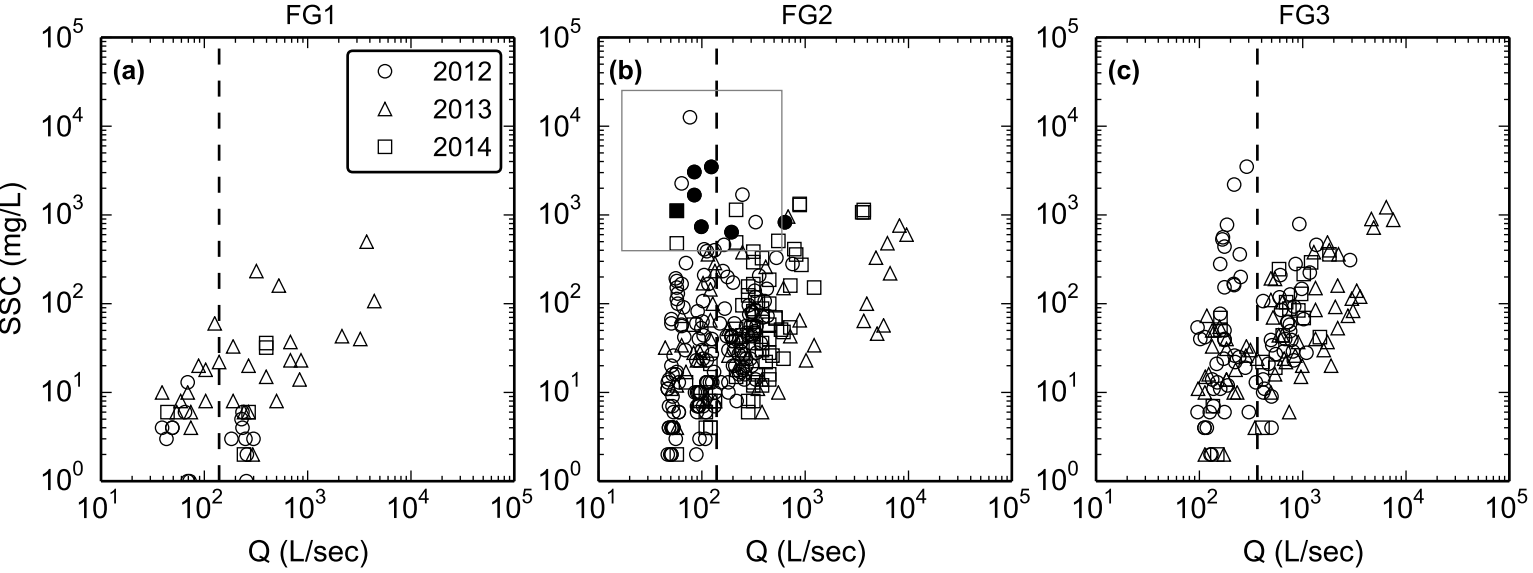 FG1 FG2 FG3
(a) (b) (c)
2012
2013
2014
SSC (mg/L)
10^5 10^5 10^5
10^4 10^4 10^4
10^3 10^3 10^3
10^2 10^2 10^2
10^1 10^1 10^1
10^0 10^0 10^0
10^1 10^2 10^3 10^4 10^5 10^1 10^2 10^3 10^4 10^5 10^1 10^2 10^3 10^4 10^5
Q (L/sec) Q (L/sec) Q (L/sec)